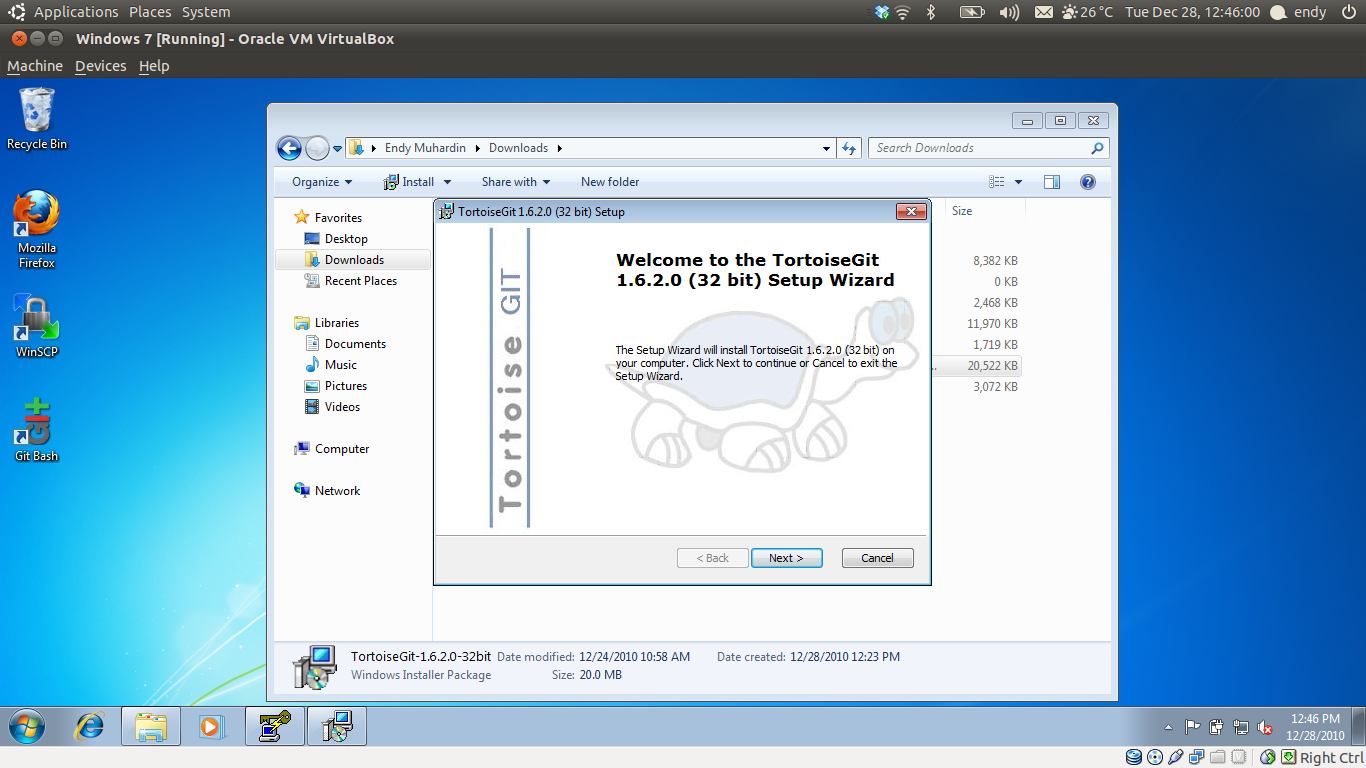 Applications Places System
26 °C Tue Dec 28, 12:46:00 endy
Windows 7 [Running] - Oracle VM VirtualBox
Machine Devices Help
Recycle Bin
Mozilla
Firefox
WinSCP
Git Bash
Endy Muhardin Downloads
Search Downloads
Organize Install Share with New folder
Favorites
Desktop
Downloads
Recent Places
Libraries
Documents
Music
Pictures
Videos
Computer
Network
Size
8,382 KB
0 KB
2,468 KB
11,970 KB
1,719 KB
20,522 KB
3,072 KB
TortoiseGit 1.6.2.0 (32 bit) Setup
Tortoise GIT
Welcome to the TortoiseGit
1.6.2.0 (32 bit) Setup Wizard
The Setup Wizard will install TortoiseGit 1.6.2.0 (32 bit) on
your computer. Click Next to continue or Cancel to exit the
Setup Wizard.
< Back Next > Cancel
TortoiseGit-1.6.2.0-32bit Date modified: 12/24/2010 10:58 AM Date created: 12/28/2010 12:23 PM
Windows Installer Package Size: 20.0 MB
12:46 PM
12/28/2010
Right Ctrl